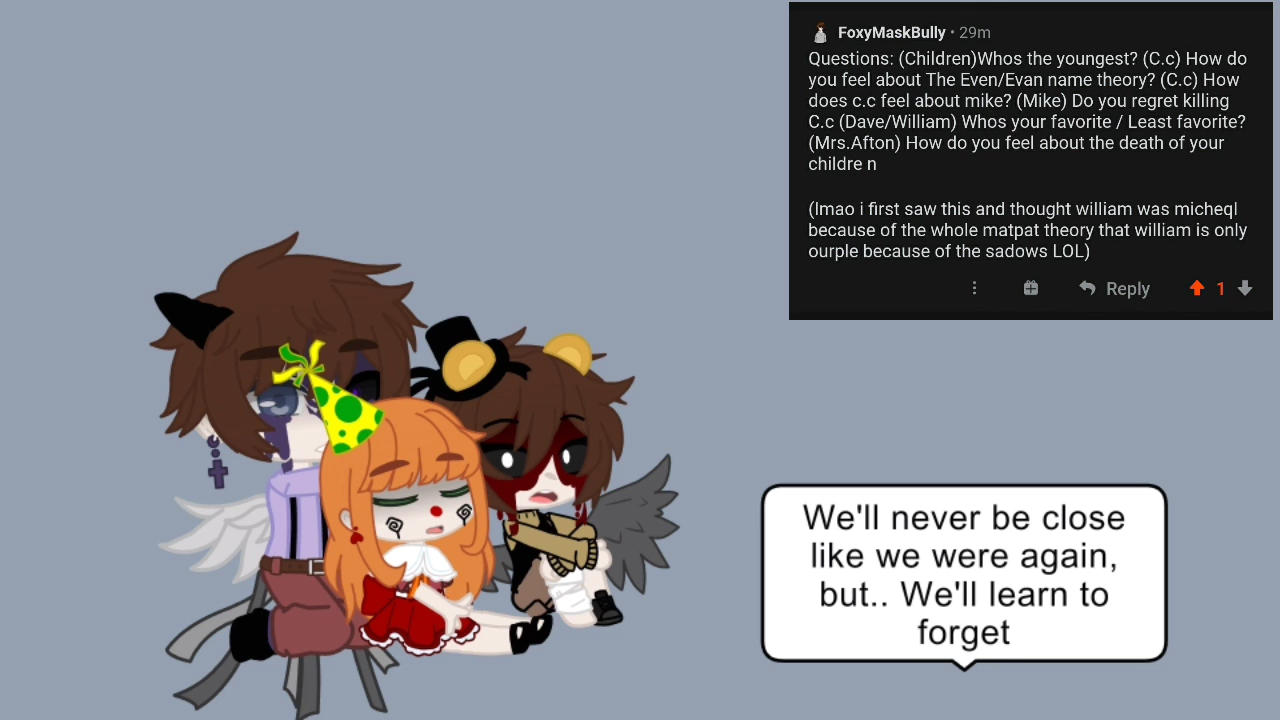 FoxyMaskBully • 29m
Questions: (Children)Whos the youngest? (C.c) How do
you feel about The Even/Evan name theory? (C.c) How
does c.c feel about mike? (Mike) Do you regret killing
C.c (Dave/William) Whos your favorite / Least favorite?
(Mrs.Afton) How do you feel about the death of your
childre n
(lmao i first saw this and thought william was micheql
because of the whole matpat theory that william is only
ourple because of the sadows LOL)
Reply 1
We'll never be close
like we were again,
but.. We'll learn to
forget